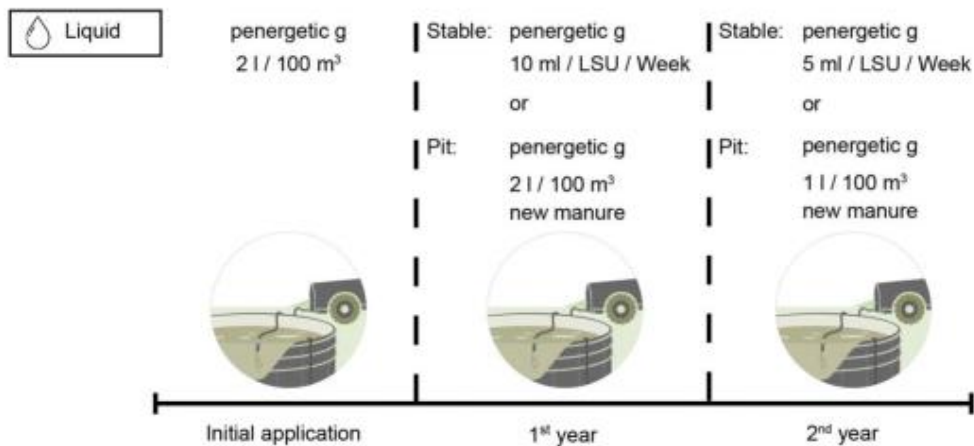 Liquid
penergetic g
2 l / 100 m³
Stable: penergetic g
10 ml / LSU / Week
or
Pit: penergetic g
2 l / 100 m³
new manure
Stable: penergetic g
5 ml / LSU / Week
or
Pit: penergetic g
1 l / 100 m³
new manure
Initial application
1st year
2nd year